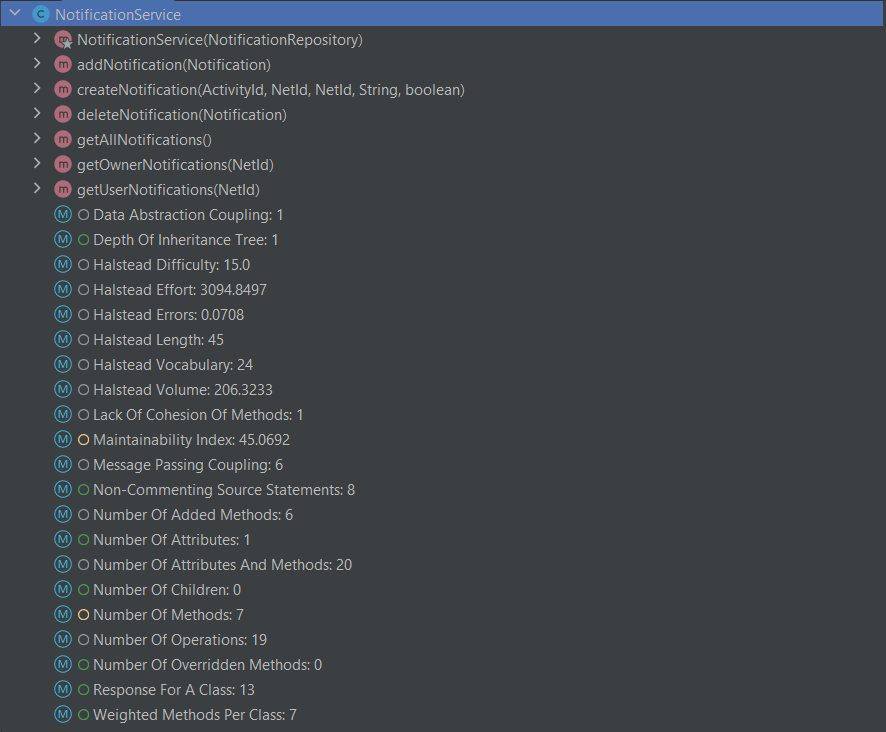 NotificationService
NotificationService(NotificationRepository)
addNotification(Notification)
createNotification(ActivityId, NetId, NetId, String, boolean)
deleteNotification(Notification)
getAllNotifications()
getOwnerNotifications(NetId)
getUserNotifications(NetId)
Data Abstraction Coupling: 1
Depth Of Inheritance Tree: 1
Halstead Difficulty: 15.0
Halstead Effort: 3094.8497
Halstead Errors: 0.0708
Halstead Length: 45
Halstead Vocabulary: 24
Halstead Volume: 206.3233
Lack Of Cohesion Of Methods: 1
Maintainability Index: 45.0692
Message Passing Coupling: 6
Non-Commenting Source Statements: 8
Number Of Added Methods: 6
Number Of Attributes: 1
Number Of Attributes And Methods: 20
Number Of Children: 0
Number Of Methods: 7
Number Of Operations: 19
Number Of Overridden Methods: 0
Response For A Class: 13
Weighted Methods Per Class: 7